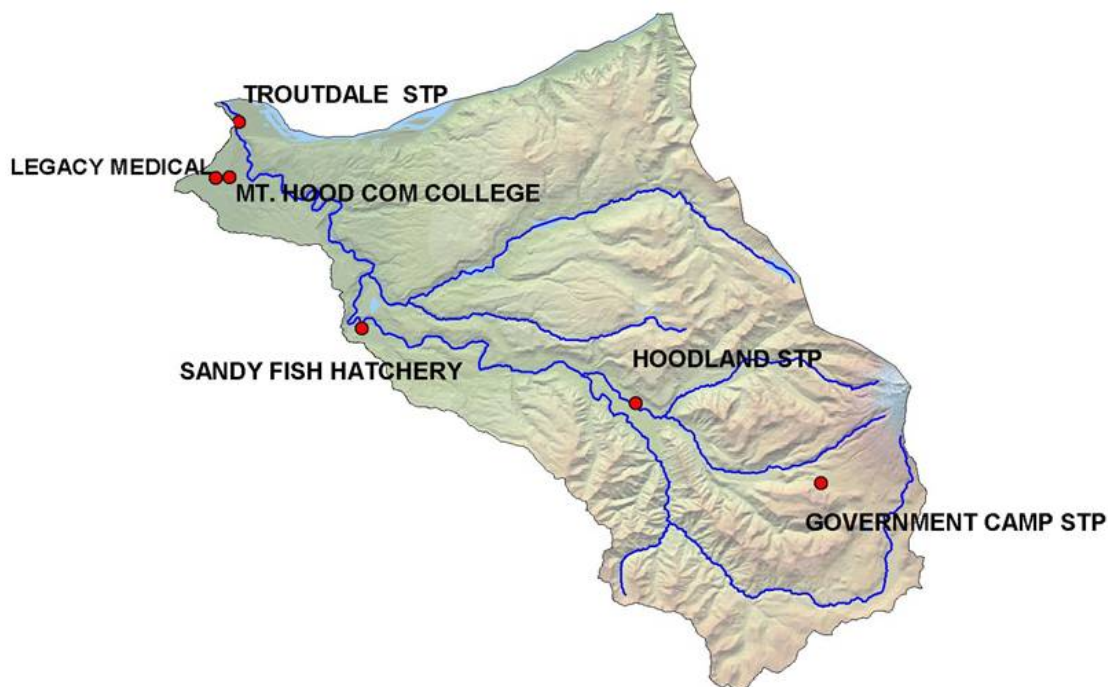 TROUTDALE STP
LEGACY MEDICAL
MT. HOOD COM COLLEGE
HOODLAND STP
SANDY FISH HATCHERY
GOVERNMENT CAMP STP